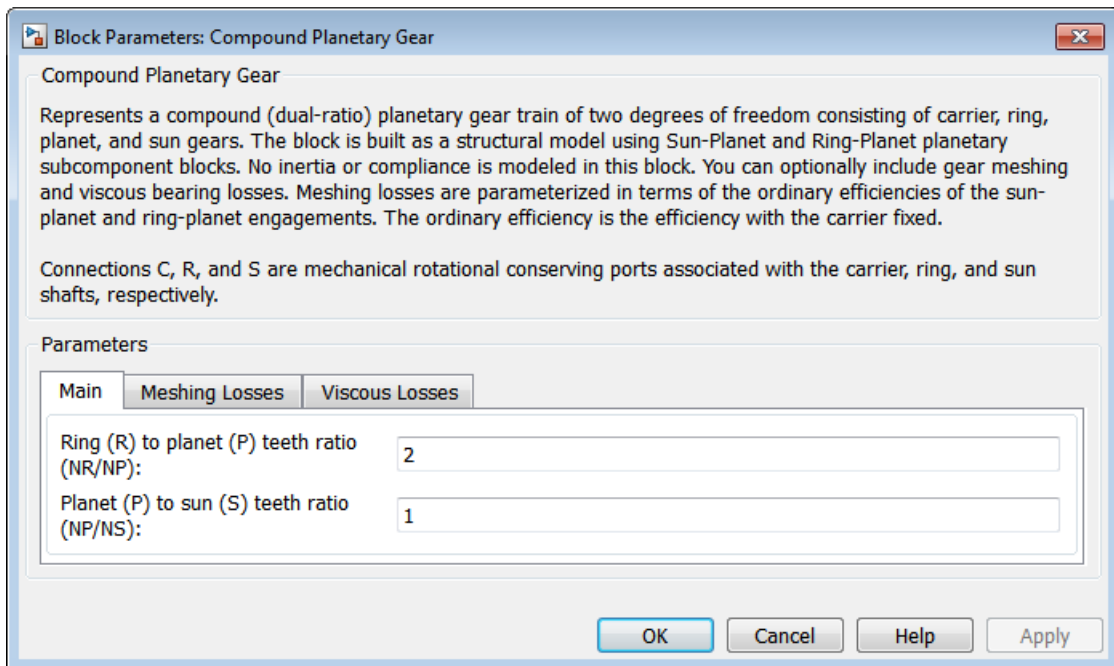 Block Parameters: Compound Planetary Gear
Compound Planetary Gear
Represents a compound (dual-ratio) planetary gear train of two degrees of freedom consisting of carrier, ring,
planet, and sun gears. The block is built as a structural model using Sun-Planet and Ring-Planet planetary
subcomponent blocks. No inertia or compliance is modeled in this block. You can optionally include gear meshing
and viscous bearing losses. Meshing losses are parameterized in terms of the ordinary efficiencies of the sun-
planet and ring-planet engagements. The ordinary efficiency is the efficiency with the carrier fixed.
Connections C, R, and S are mechanical rotational conserving ports associated with the carrier, ring, and sun
shafts, respectively.
Parameters
Main Meshing Losses Viscous Losses
Ring (R) to planet (P) teeth ratio
(NR/NP):
2
Planet (P) to sun (S) teeth ratio
(NP/NS):
1
OK Cancel Help Apply